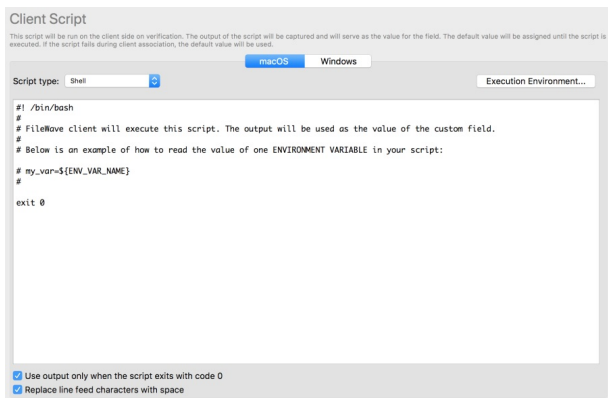 Client Script
This script will be run on the client side on verification. The output of the script will be captured and will serve as the value for the field. The default value will be assigned until the script is
executed. If the script fails during client association, the default value will be used.
macOS Windows
Script type: Shell Execution Environment...
#! /bin/bash
#
# FileWave client will execute this script. The output will be used as the value of the custom field.
#
# Below is an example of how to read the value of one ENVIRONMENT VARIABLE in your script:
# my_var=${ENV_VAR_NAME}
#
exit 0
Use output only when the script exits with code 0
Replace line feed characters with space